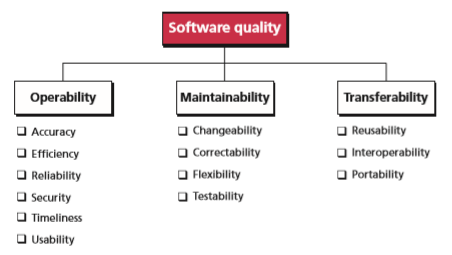 Software quality
Operability
Accuracy
Efficiency
Reliability
Security
Timeliness
Usability
Maintainability
Changeability
Correctability
Flexibility
Testability
Transferability
Reusability
Interoperability
Portability